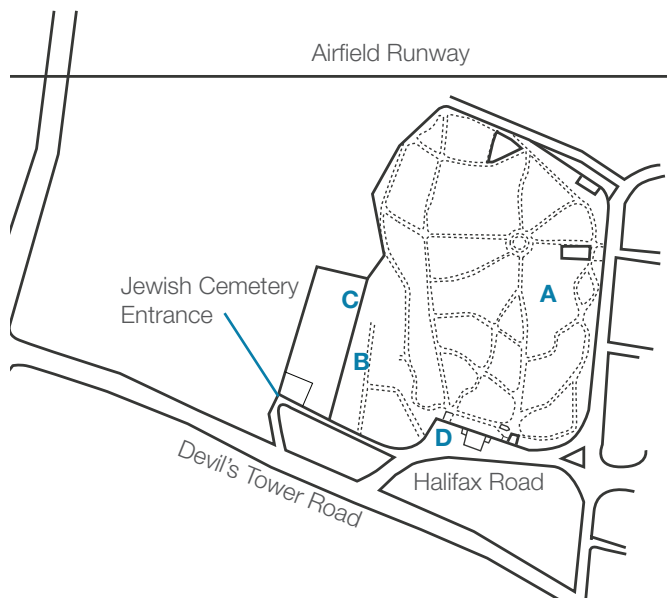 Airfield Runway
A
Jewish Cemetery
Entrance
C
B
D
Halifax Road
Devil's Tower Road